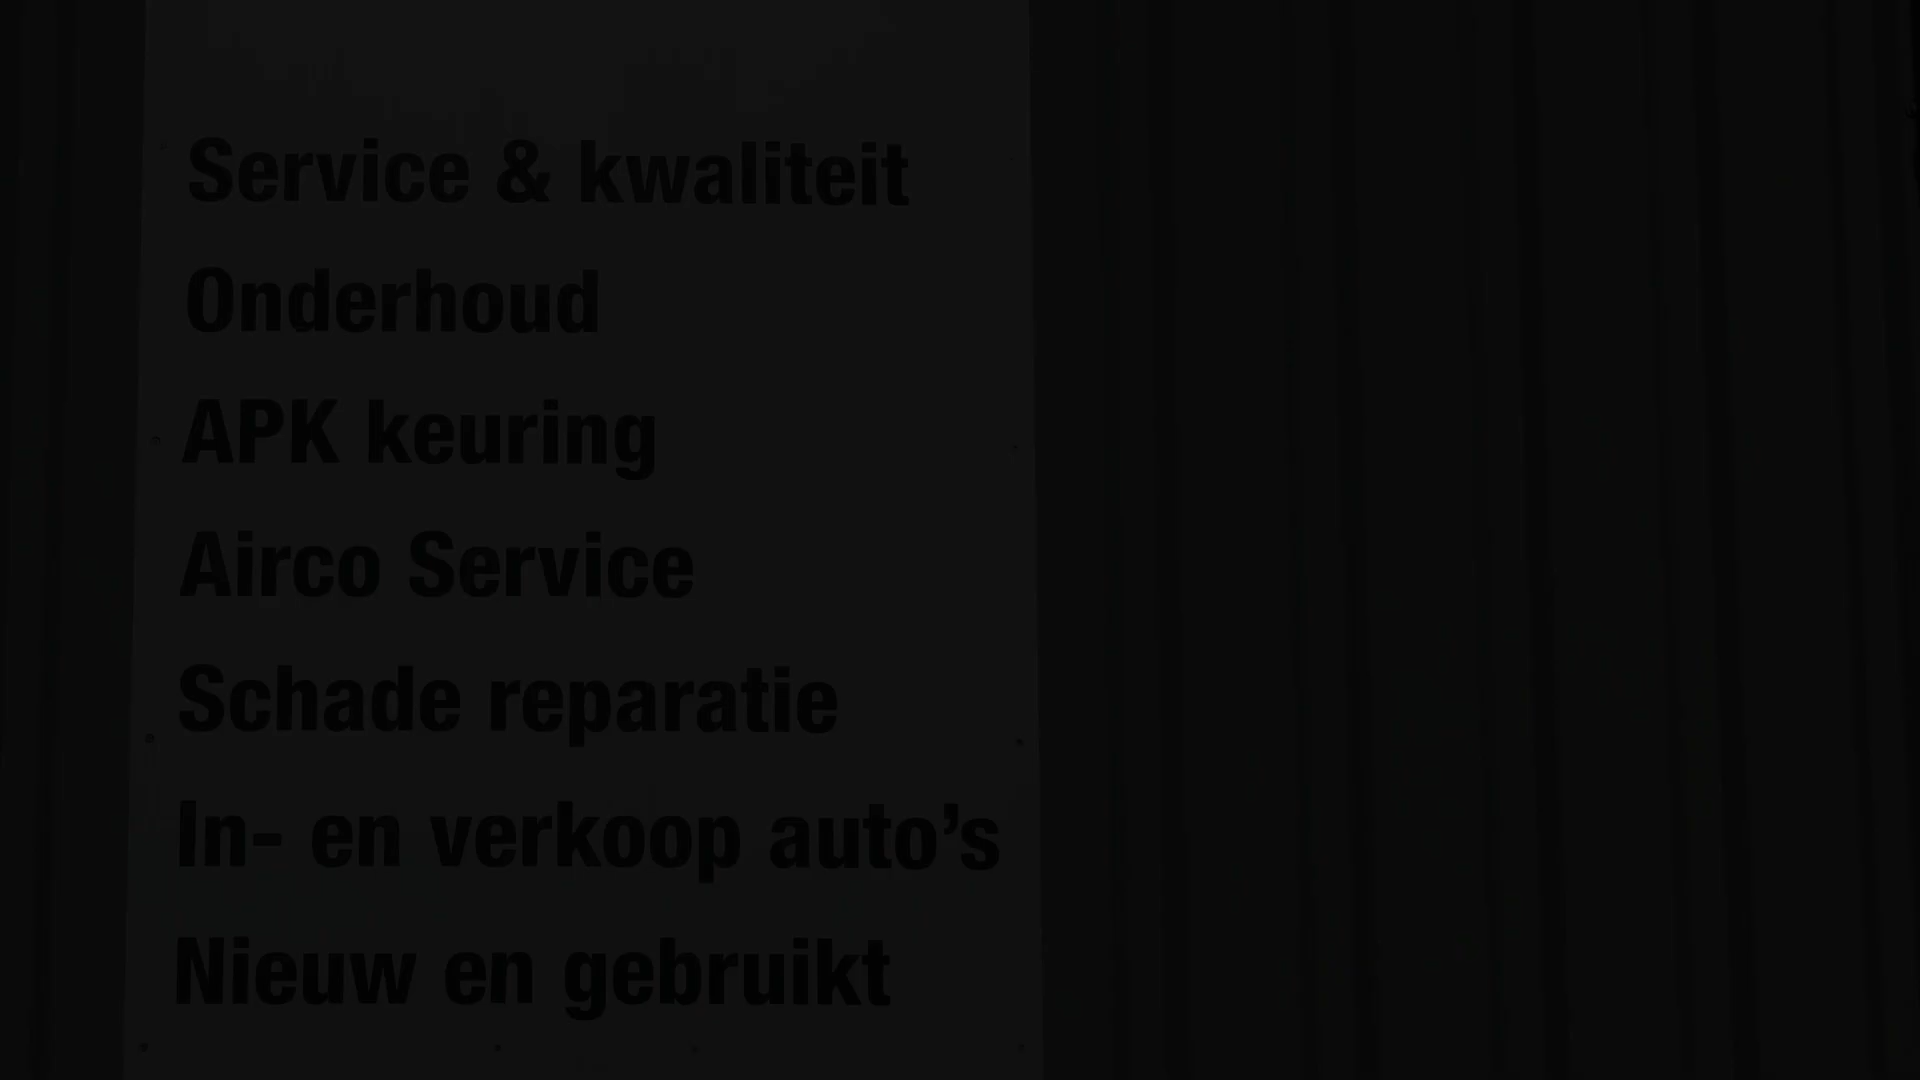 Service & kwaliteit
Onderhoud
APK keuring
Airco Service
Schade reparatie
In- en verkoop auto’s
Nieuw en gebruikt